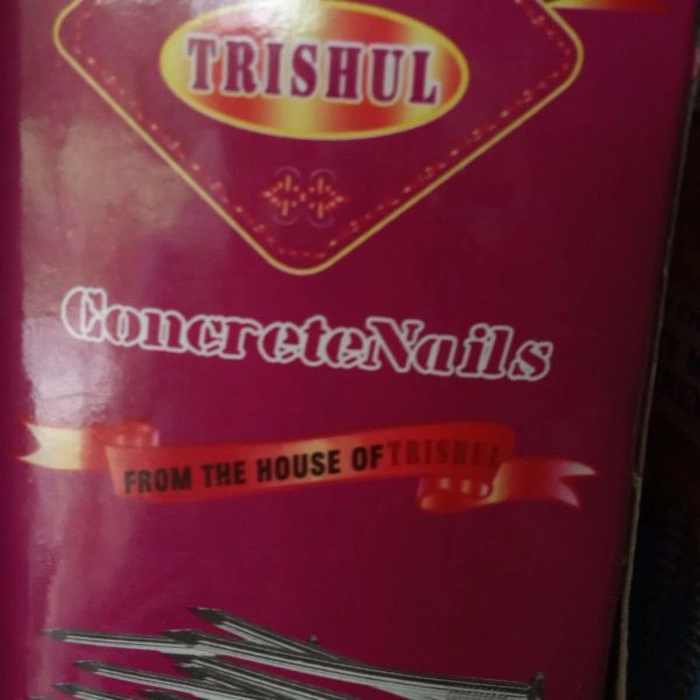 TRISHUL
ConcreteNails
FROM THE HOUSE OF TRISHUL